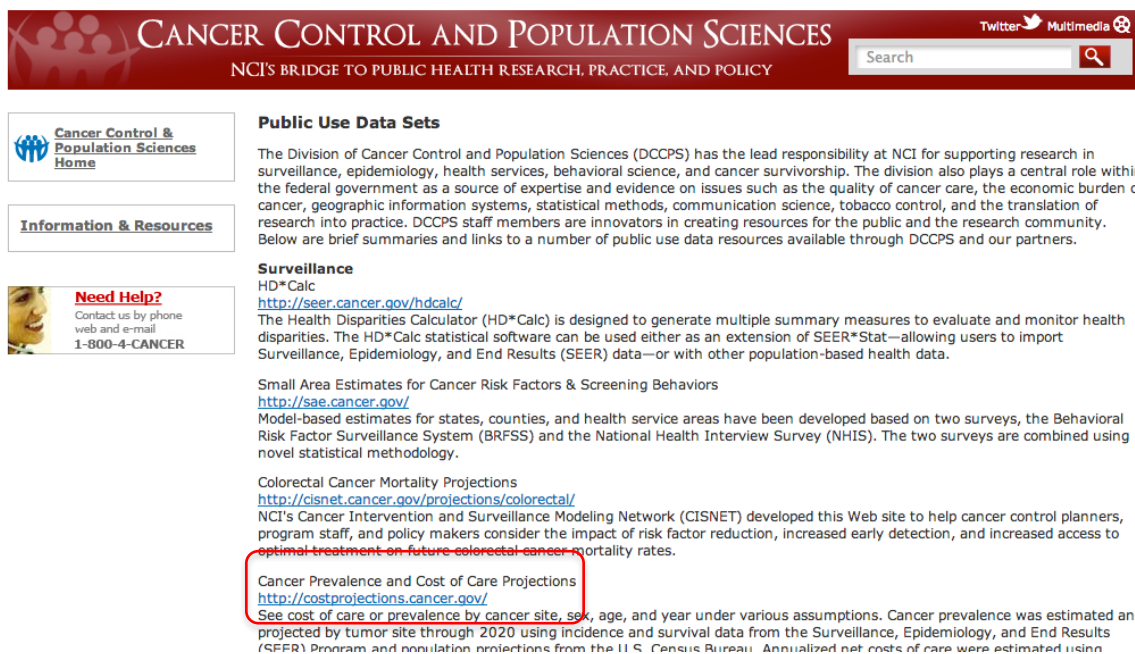 CANCER CONTROL AND POPULATION SCIENCES
NCI'S BRIDGE TO PUBLIC HEALTH RESEARCH, PRACTICE, AND POLICY
Twitter Multimedia
Search
Cancer Control &
Population Sciences
Home
Information & Resources
Need Help?
Contact us by phone
web and e-mail
1-800-4-CANCER
Public Use Data Sets
The Division of Cancer Control and Population Sciences (DCCPS) has the lead responsibility at NCI for supporting research in
surveillance, epidemiology, health services, behavioral science, and cancer survivorship. The division also plays a central role withi
the federal government as a source of expertise and evidence on issues such as the quality of cancer care, the economic burden o
cancer, geographic information systems, statistical methods, communication science, tobacco control, and the translation of
research into practice. DCCPS staff members are innovators in creating resources for the public and the research community.
Below are brief summaries and links to a number of public use data resources available through DCCPS and our partners.
Surveillance
HD*Calc
http://seer.cancer.gov/hdcalc/
The Health Disparities Calculator (HD*Calc) is designed to generate multiple summary measures to evaluate and monitor health
disparities. The HD*Calc statistical software can be used either as an extension of SEER*Stat—allowing users to import
Surveillance, Epidemiology, and End Results (SEER) data—or with other population-based health data.
Small Area Estimates for Cancer Risk Factors & Screening Behaviors
http://sae.cancer.gov/
Model-based estimates for states, counties, and health service areas have been developed based on two surveys, the Behavioral
Risk Factor Surveillance System (BRFSS) and the National Health Interview Survey (NHIS). The two surveys are combined using
novel statistical methodology.
Colorectal Cancer Mortality Projections
http://cisnet.cancer.gov/projections/colorectal/
NCI's Cancer Intervention and Surveillance Modeling Network (CISNET) developed this Web site to help cancer control planners,
program staff, and policy makers consider the impact of risk factor reduction, increased early detection, and increased access to
optimal treatment on future colorectal cancer mortality rates.
Cancer Prevalence and Cost of Care Projections
http://costprojections.cancer.gov/
See cost of care or prevalence by cancer site, sex, age, and year under various assumptions. Cancer prevalence was estimated an
projected by tumor site through 2020 using incidence and survival data from the Surveillance, Epidemiology, and End Results
(SEER) Program and population projections from the U.S. Census Bureau. Annualized net costs of care were estimated using